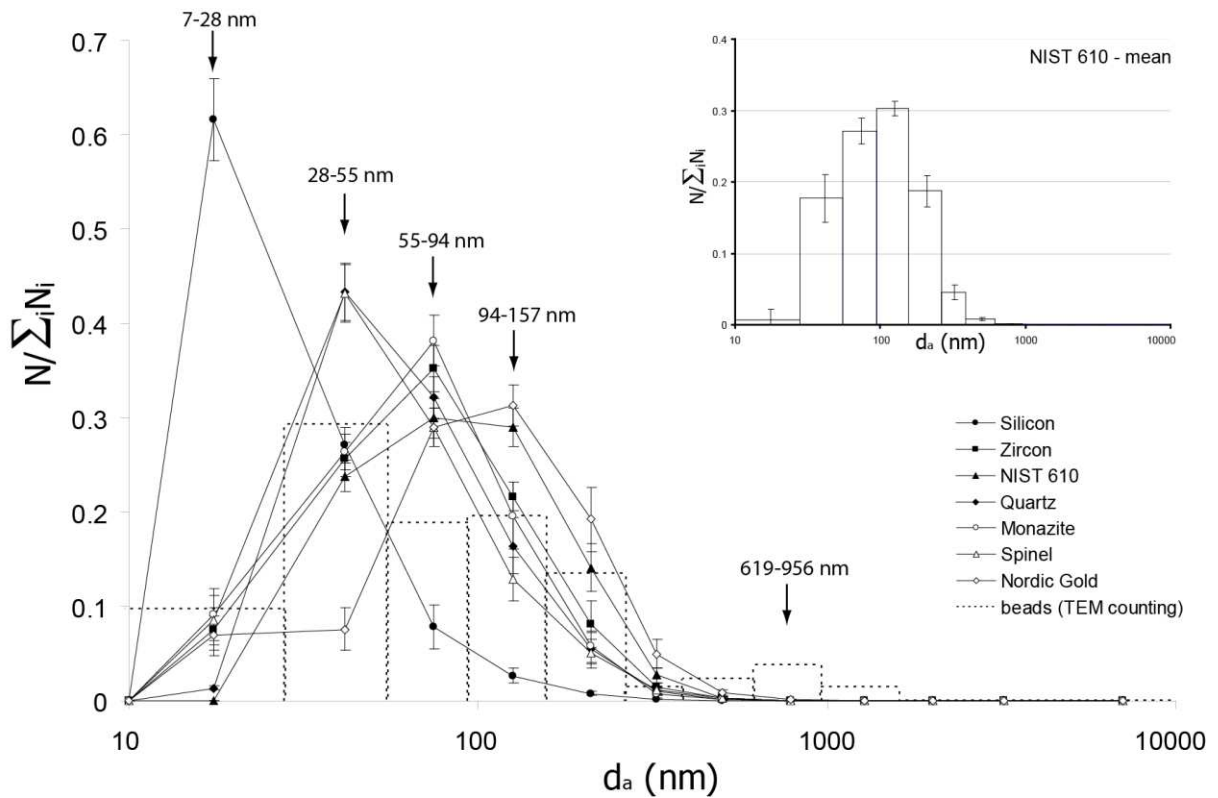 7-28 nm
28-55 nm
55-94 nm
94-157 nm
619-956 nm
0.7
0.6
0.5
0.4
0.3
0.2
0.1
0
N/∑iNi
10
100
1000
10000
da (nm)
NIST 610 - mean
0.4
0.3
0.2
0.1
0
N/∑iNi
10
100
1000
10000
da (nm)
Silicon
Zircon
NIST 610
Quartz
Monazite
Spinel
Nordic Gold
beads (TEM counting)